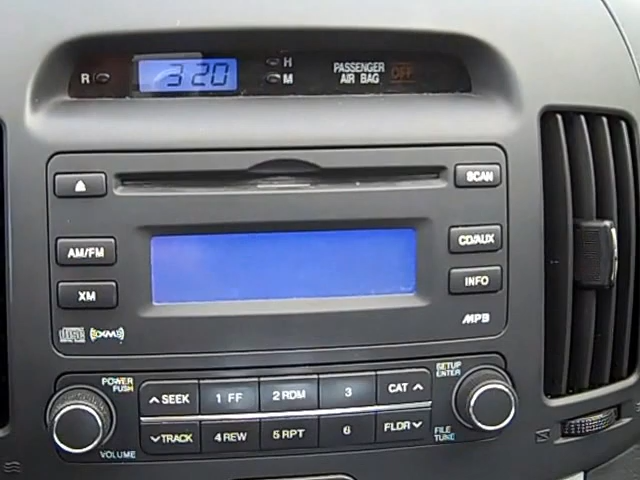 R 3:20 H
M
PASSENGER
AIR BAG OFF
SCAN
AM/FM
CD/AUX
XM
INFO
XM
MP3
POWER
PUSH
VOLUME
SEEK
1 FF
2 RDM
3
CAT
TRACK
4 REW
5 RPT
6
FLDR
SETUP
ENTER
FILE
TUNE